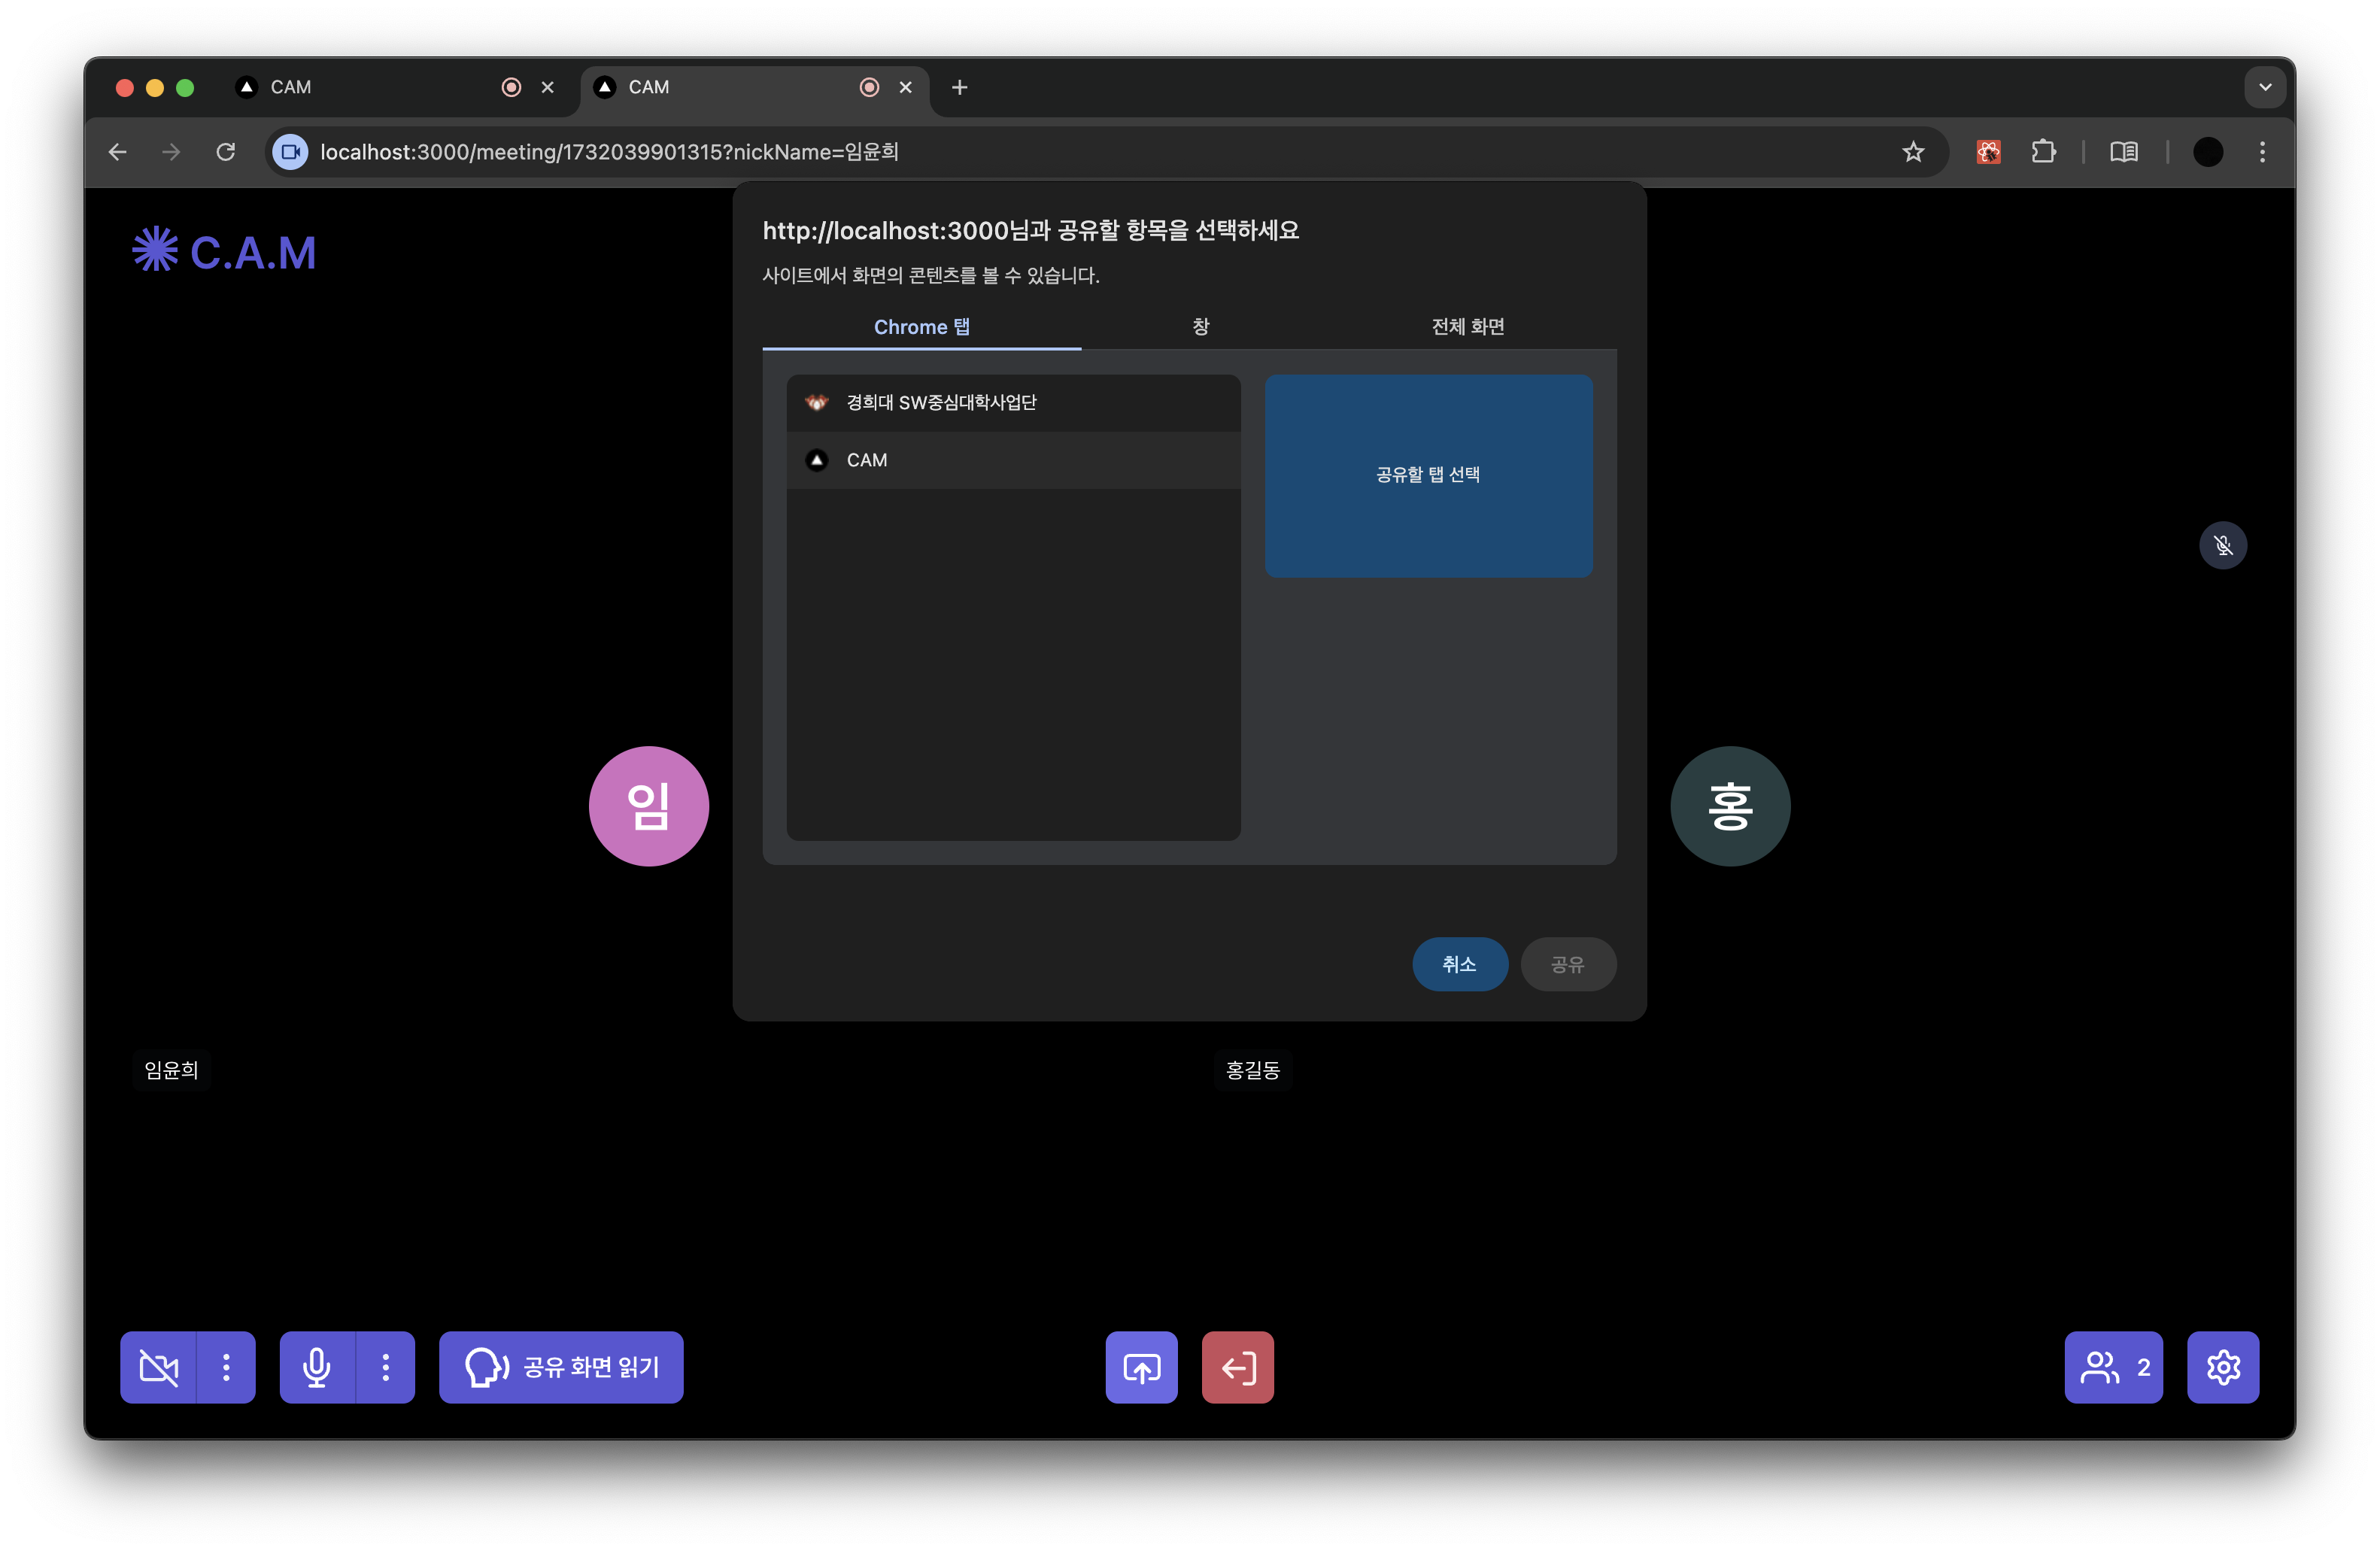 CAM
CAM
localhost:3000/meeting/1732039901315?nickName=임윤희
C.A.M
http://localhost:3000님과 공유할 항목을 선택하세요
사이트에서 화면의 콘텐츠를 볼 수 있습니다.
Chrome 탭
창
전체 화면
경희대 SW중심대학사업단
CAM
공유할 탭 선택
임
홍
취소
공유
임윤희
홍길동
공유 화면 읽기
2